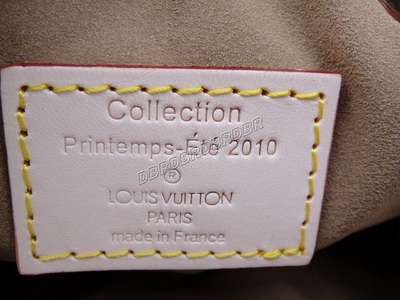 Collection
Printemps-Été 2010
®
LOUIS VUITTON
PARIS
made in France